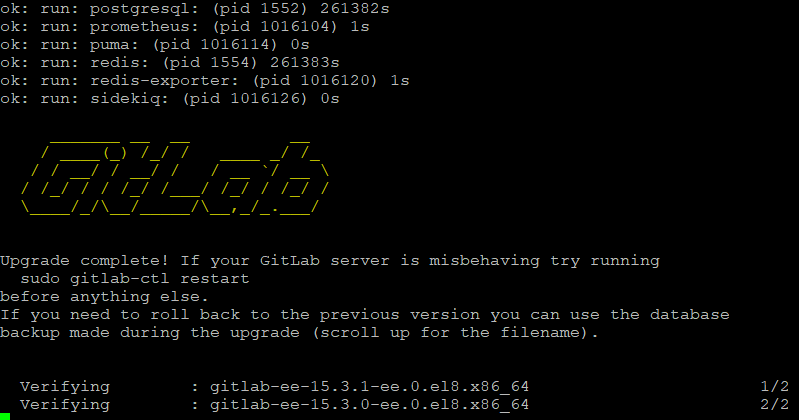 ok: run: postgresql: (pid 1552) 261382s
ok: run: prometheus: (pid 1016104) 1s
ok: run: puma: (pid 1016114) 0s
ok: run: redis: (pid 1554) 261383s
ok: run: redis-exporter: (pid 1016120) 1s
ok: run: sidekiq: (pid 1016126) 0s
GitLab
Upgrade complete! If your GitLab server is misbehaving try running
sudo gitlab-ctl restart
before anything else.
If you need to roll back to the previous version you can use the database
backup made during the upgrade (scroll up for the filename).
Verifying : gitlab-ee-15.3.1-ee.0.el8.x86_64 1/2
Verifying : gitlab-ee-15.3.0-ee.0.el8.x86_64 2/2